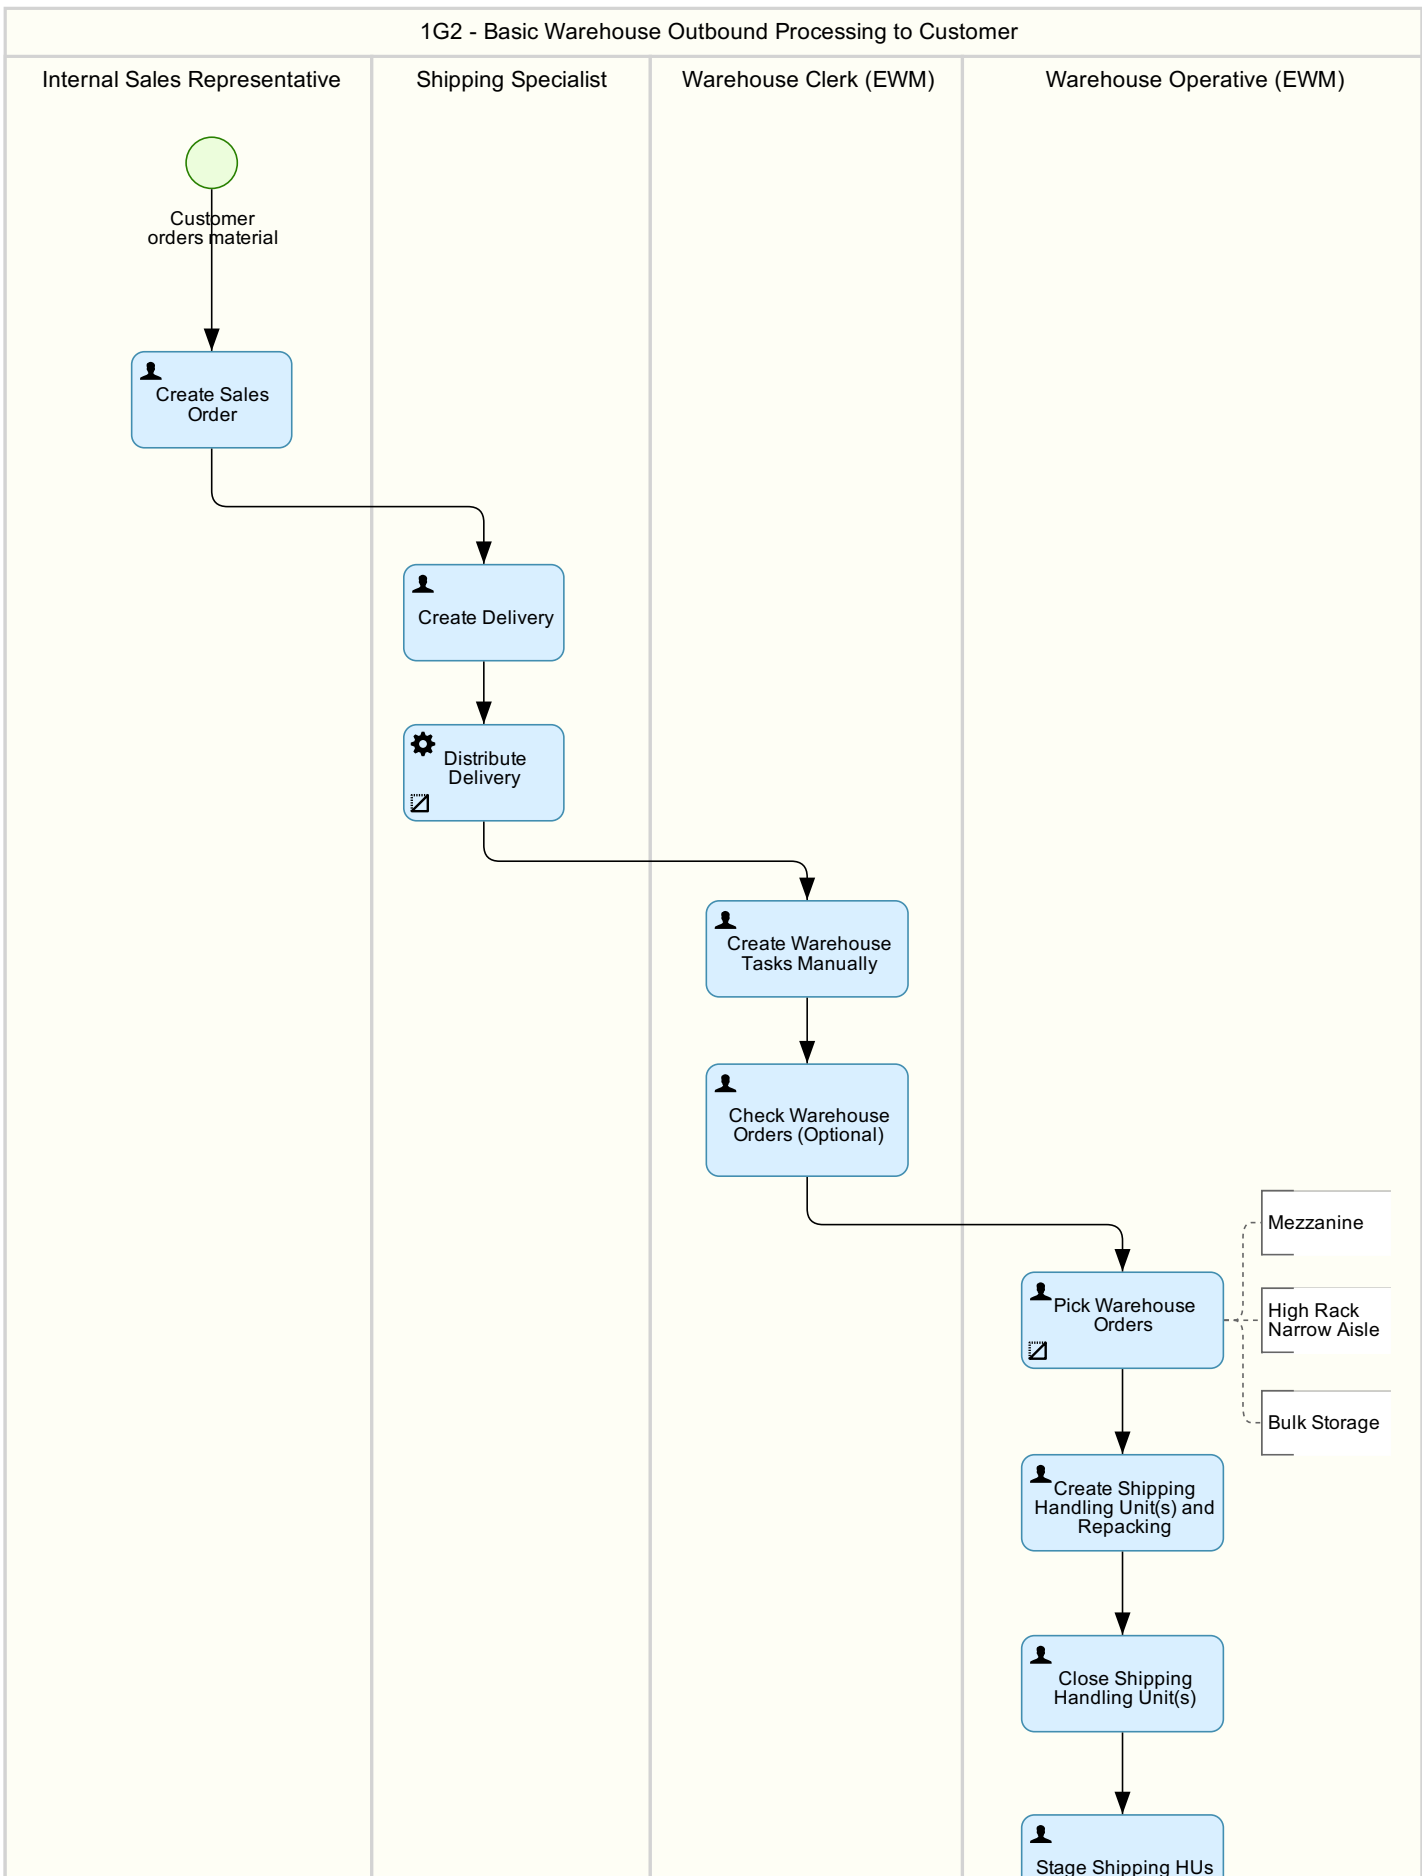 1G2 - Basic Warehouse Outbound Processing to Customer
Internal Sales Representative
Shipping Specialist
Warehouse Clerk (EWM)
Warehouse Operative (EWM)
Customer
orders material
Create Sales
Order
Create Delivery
Distribute
Delivery
Create Warehouse
Tasks Manually
Check Warehouse
Orders (Optional)
Pick Warehouse
Orders
Mezzanine
High Rack
Narrow Aisle
Bulk Storage
Create Shipping
Handling Unit(s) and
Repacking
Close Shipping
Handling Unit(s)
Stage Shipping HUs